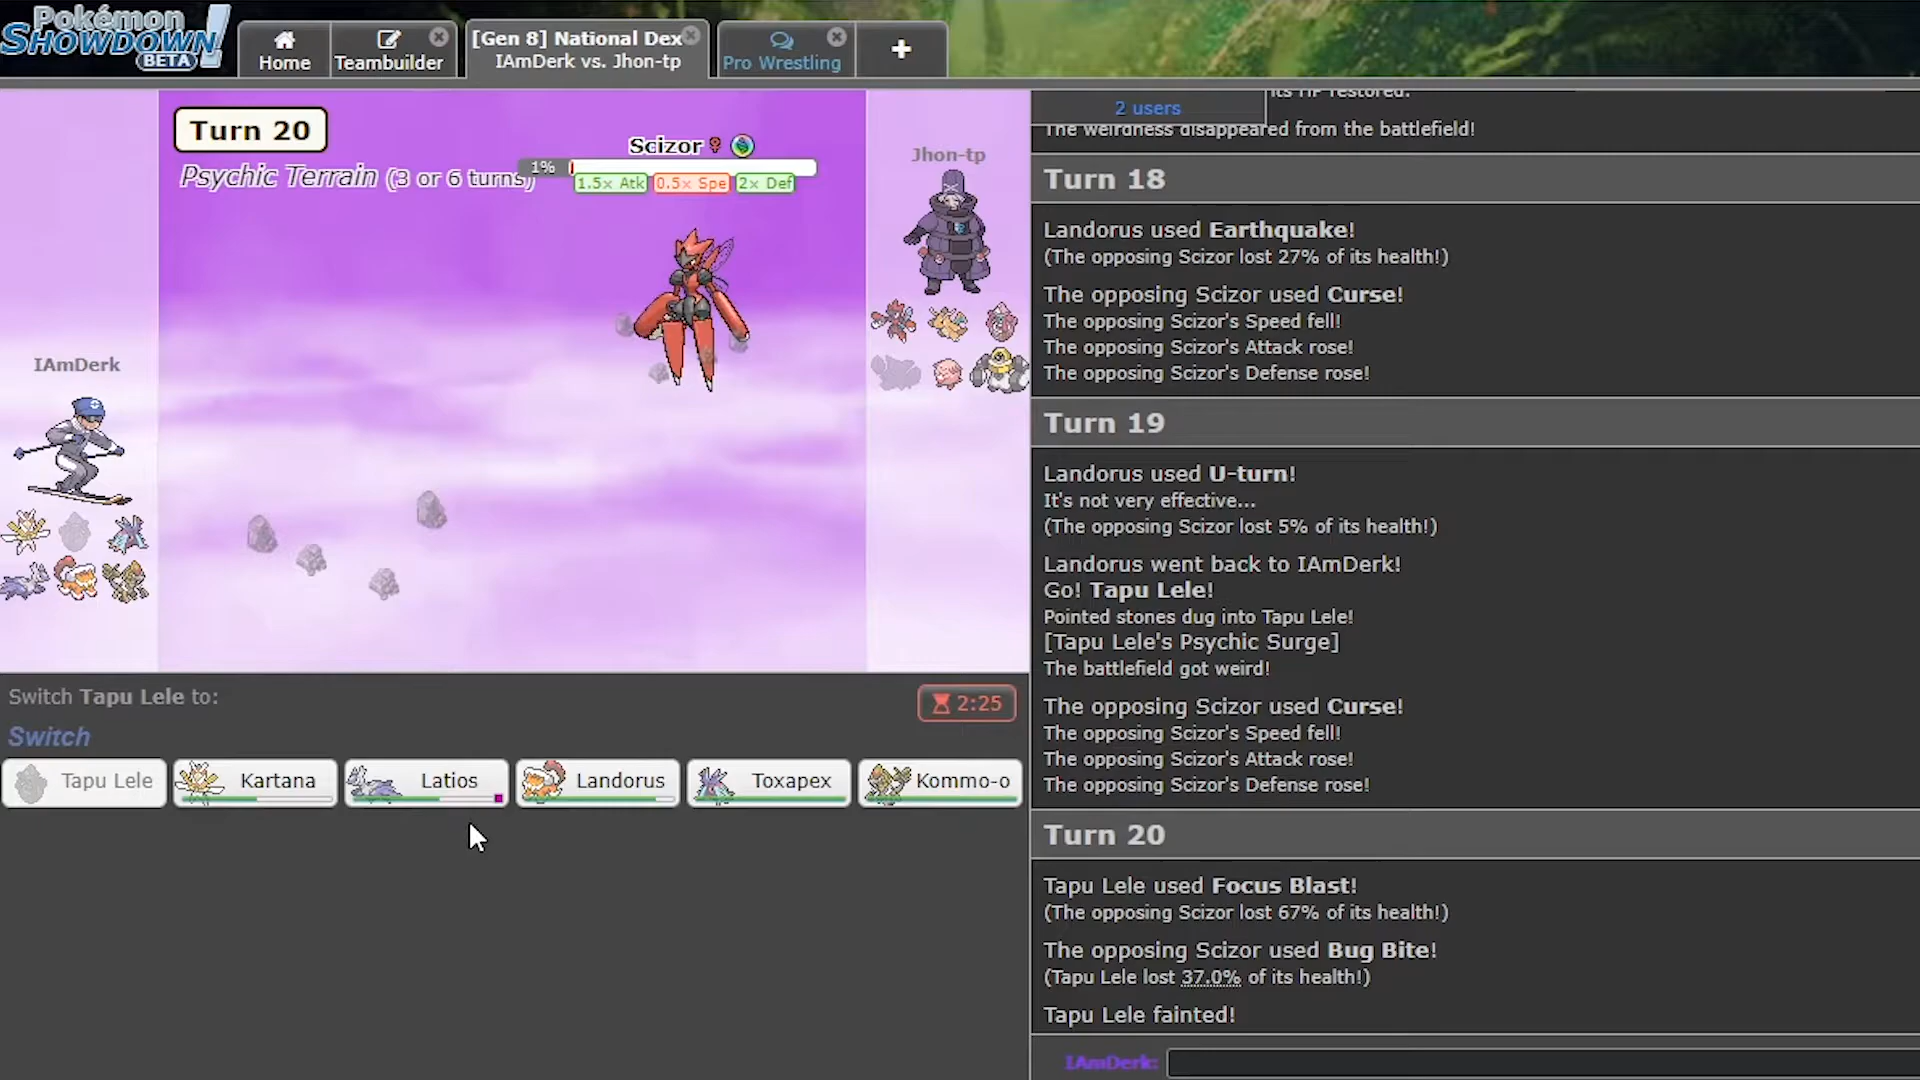 Pokémon
SHOWDOWN!
BETA
Home
Teambuilder
[Gen 8] National Dex
IAmDerk vs. Jhon-tp
Pro Wrestling
+
Turn 20
Psychic Terrain (3 or 6 turns)
Scizor ♀
1%
1.5× Atk 0.5× Spe 2× Def
Jhon-tp
IAmDerk
Switch Tapu Lele to:
2:25
Switch
Tapu Lele
Kartana
Latios
Landorus
Toxapex
Kommo-o
2 users
its HP restored.
The weirdness disappeared from the battlefield!
Turn 18
Landorus used Earthquake!
(The opposing Scizor lost 27% of its health!)
The opposing Scizor used Curse!
The opposing Scizor's Speed fell!
The opposing Scizor's Attack rose!
The opposing Scizor's Defense rose!
Turn 19
Landorus used U-turn!
It's not very effective...
(The opposing Scizor lost 5% of its health!)
Landorus went back to IAmDerk!
Go! Tapu Lele!
Pointed stones dug into Tapu Lele!
[Tapu Lele's Psychic Surge]
The battlefield got weird!
The opposing Scizor used Curse!
The opposing Scizor's Speed fell!
The opposing Scizor's Attack rose!
The opposing Scizor's Defense rose!
Turn 20
Tapu Lele used Focus Blast!
(The opposing Scizor lost 67% of its health!)
The opposing Scizor used Bug Bite!
(Tapu Lele lost 37.0% of its health!)
Tapu Lele fainted!
IAmDerk: